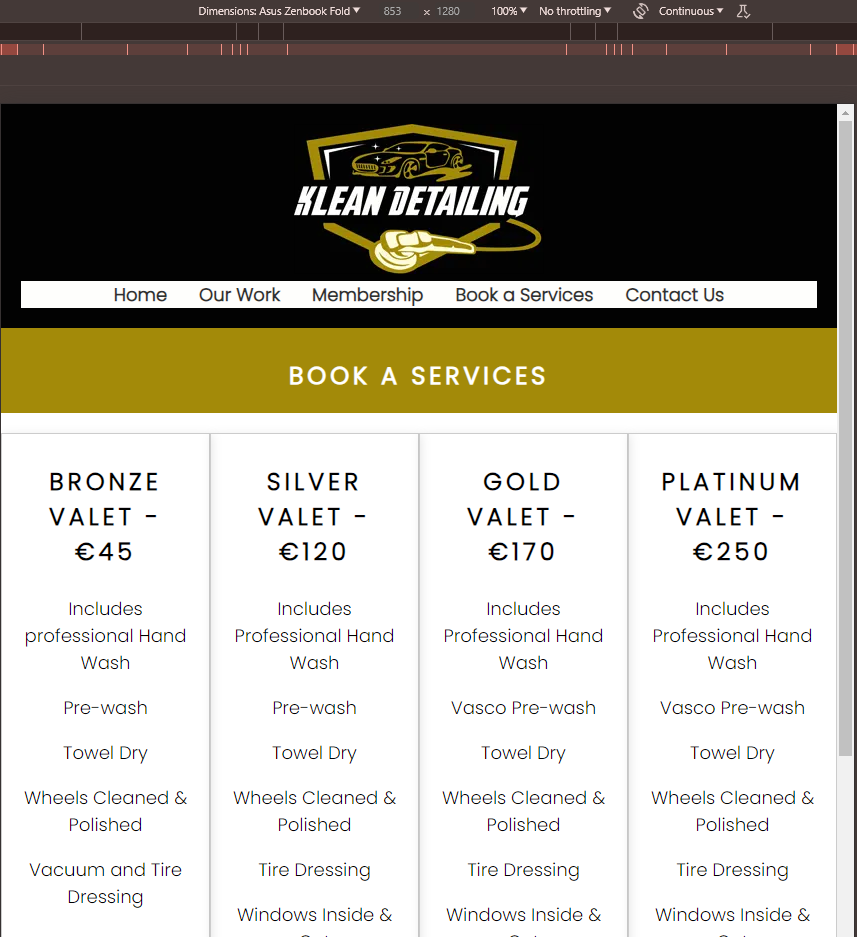 Dimensions: Asus Zenbook Fold 853 × 1280 100% No throttling Continuous
KLEAN DETAILING
Home Our Work Membership Book a Services Contact Us
BOOK A SERVICES
BRONZE
VALET -
€45
Includes
professional Hand
Wash
Pre-wash
Towel Dry
Wheels Cleaned &
Polished
Vacuum and Tire
Dressing
SILVER
VALET -
€120
Includes
Professional Hand
Wash
Pre-wash
Towel Dry
Wheels Cleaned &
Polished
Tire Dressing
Windows Inside &
GOLD
VALET -
€170
Includes
Professional Hand
Wash
Vasco Pre-wash
Towel Dry
Wheels Cleaned &
Polished
Tire Dressing
Windows Inside &
PLATINUM
VALET -
€250
Includes
Professional Hand
Wash
Vasco Pre-wash
Towel Dry
Wheels Cleaned &
Polished
Tire Dressing
Windows Inside &